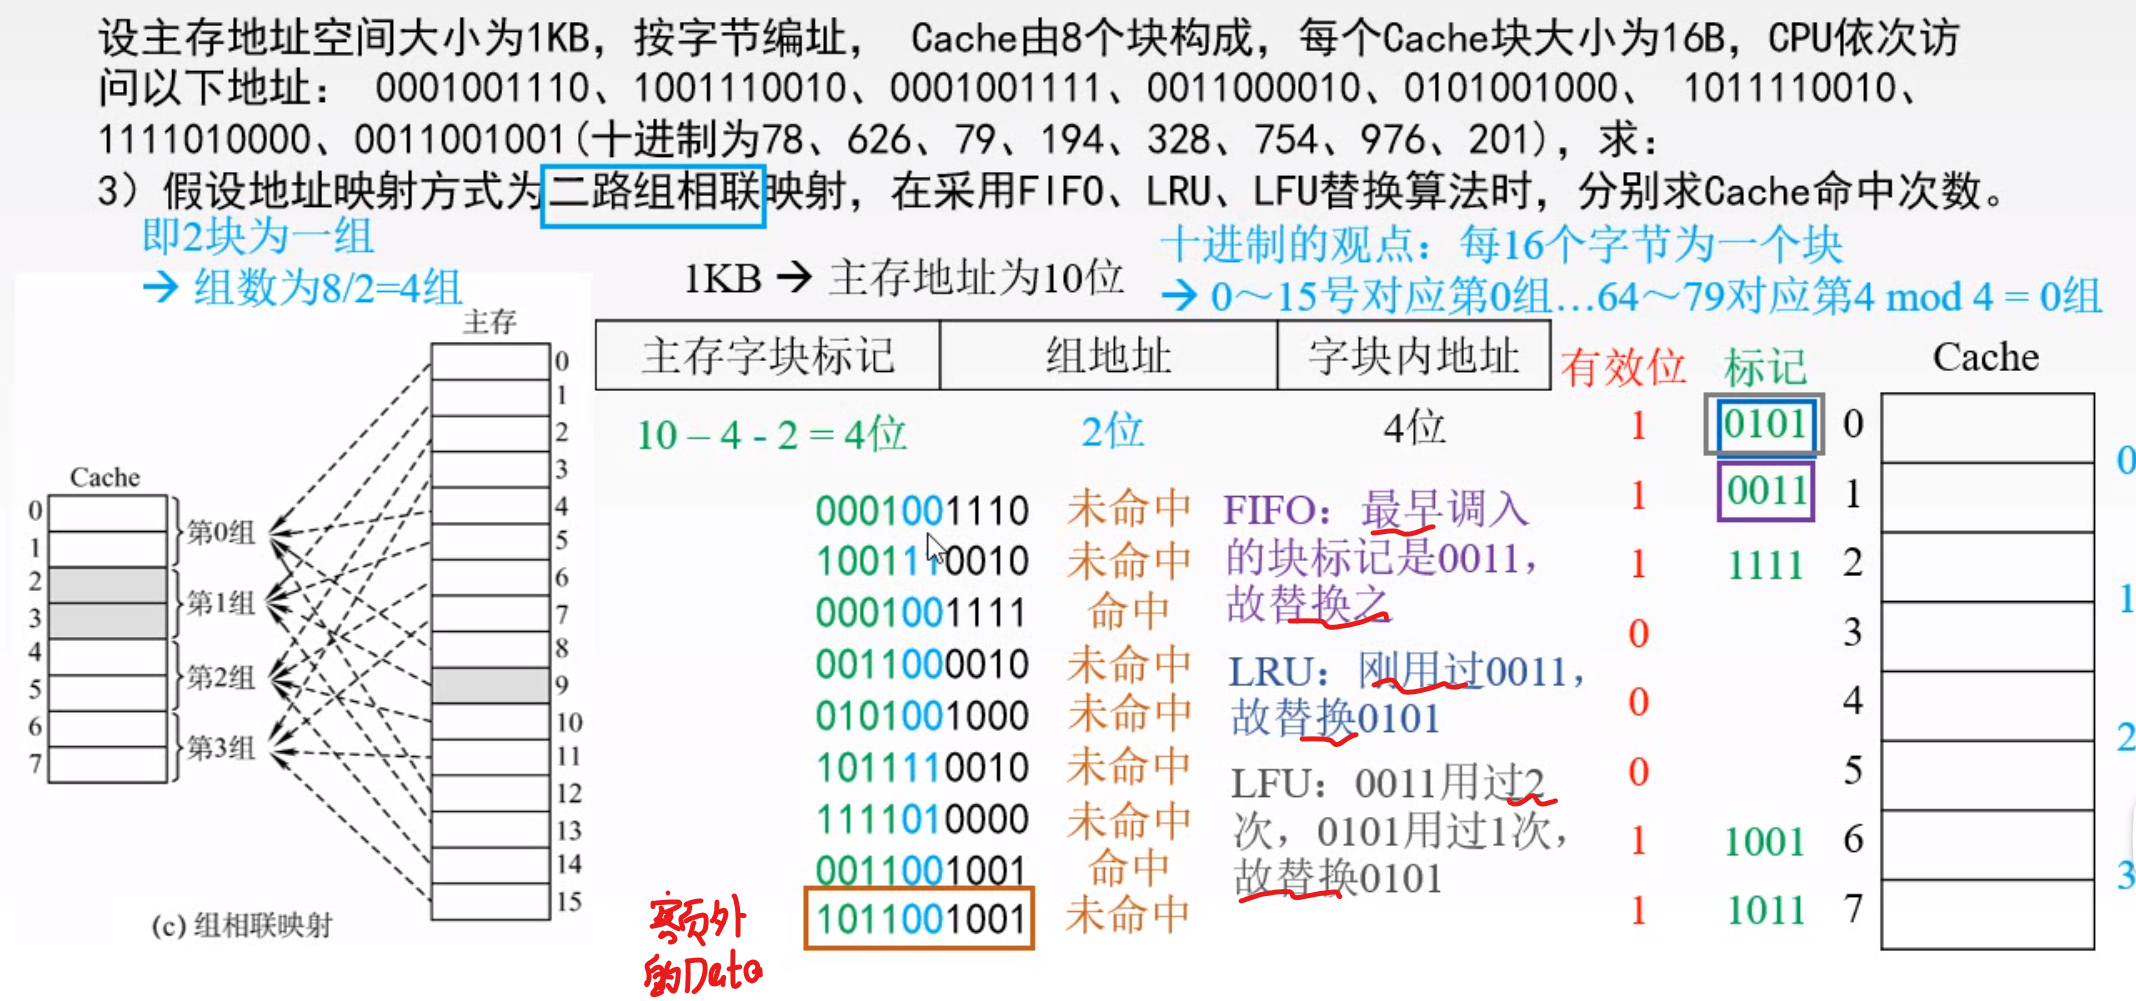 设主存地址空间大小为1KB，按字节编址， Cache由8个块构成，每个Cache块大小为16B，CPU依次访
问以下地址： 0001001110、1001110010、0001001111、0011000010、0101001000、 1011110010、
1111010000、0011001001(十进制为78、626、79、194、328、754、976、201)，求：
3）假设地址映射方式为二路组相联映射，在采用FIFO、LRU、LFU替换算法时，分别求Cache命中次数。
即2块为一组
→ 组数为8/2=4组
1KB → 主存地址为10位
十进制的观点：每16个字节为一个块
→ 0～15号对应第0组…64～79对应第4 mod 4 = 0组
主存
0
1
2
3
4
5
6
7
8
9
10
11
12
13
14
15
Cache
0
1
2
3
4
5
6
7
第0组
第1组
第2组
第3组
(c) 组相联映射
主存字块标记 组地址 字块内地址
10 – 4 - 2 = 4位 2位 4位
0001001110 未命中
1001110010 未命中
0001001111 命中
0011000010 未命中
0101001000 未命中
1011110010 未命中
1111010000 未命中
0011001001 命中
1011001001 未命中
额外
的Data
FIFO：最早调入
的块标记是0011，
故替换之
LRU：刚用过0011，
故替换0101
LFU：0011用过2
次，0101用过1次，
故替换0101
有效位 标记 Cache
1 0101 0
1 0011 1
1 1111 2
0 3
0 4
0 5
1 1001 6
1 1011 7
0
1
2
3